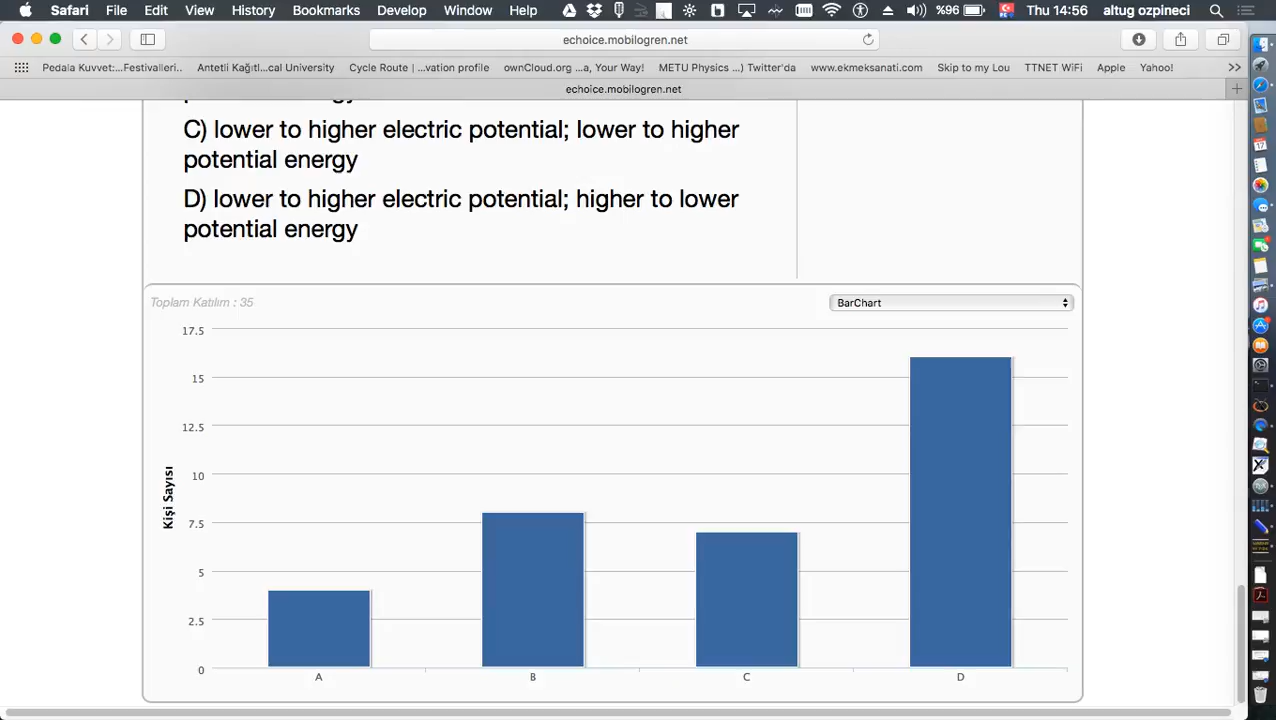 Safari File Edit View History Bookmarks Develop Window Help %96 Thu 14:56 altug ozpineci
echoice.mobilogren.net
Pedala Kuvvet:...Festivalleri.. Antetli Kağıtl...cal University Cycle Route | ...vation profile ownCloud.org ...a, Your Way! METU Physics ...) Twitter'da www.ekmeksanati.com Skip to my Lou TTNET WiFi Apple Yahoo!
echoice.mobilogren.net
C) lower to higher electric potential; lower to higher
potential energy
D) lower to higher electric potential; higher to lower
potential energy
Toplam Katılım : 35
BarChart
17.5
15
12.5
10
7.5
5
2.5
0
Kişi Sayısı
A B C D